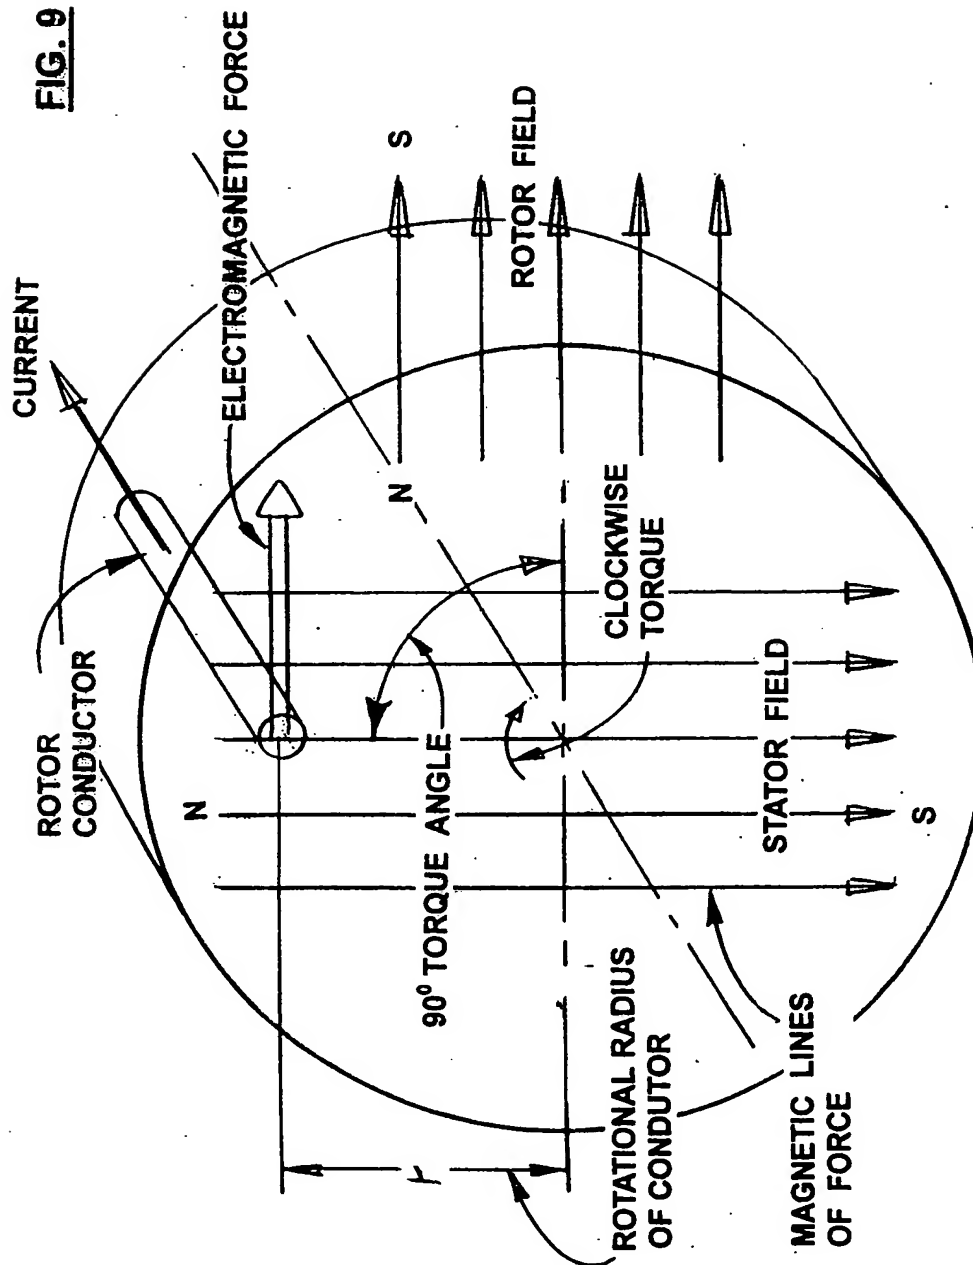 FIG. 9
CURRENT
ROTOR
CONDUCTOR
N
ELECTROMAGNETIC FORCE
N
S
r
90° TORQUE ANGLE
ROTOR FIELD
CLOCKWISE
TORQUE
ROTATIONAL RADIUS
OF CONDUTOR
STATOR FIELD
MAGNETIC LINES
OF FORCE
S